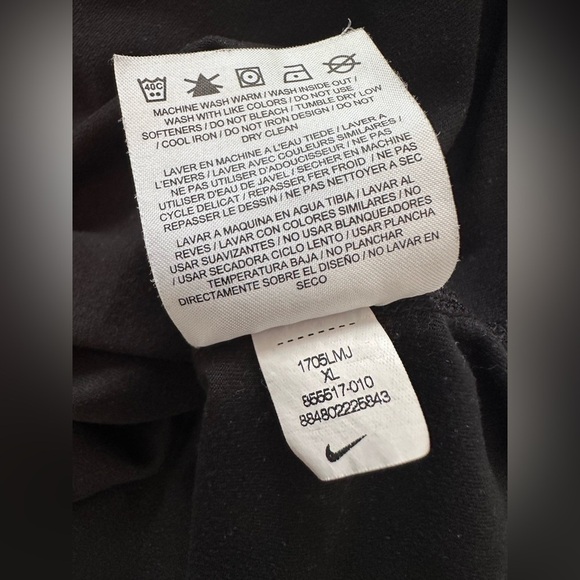 40C
MACHINE WASH WARM / WASH INSIDE OUT /
WASH WITH LIKE COLORS / DO NOT USE
SOFTENERS / DO NOT BLEACH / TUMBLE DRY LOW
/ COOL IRON / DO NOT IRON DESIGN / DO NOT
DRY CLEAN
LAVER EN MACHINE A L'EAU TIEDE / LAVER A
L'ENVERS / LAVER AVEC COULEURS SIMILAIRES /
NE PAS UTILISER D'ADOUCISSEUR / NE PAS
UTILISER D'EAU DE JAVEL / SECHER EN MACHINE
CYCLE DELICAT / REPASSER FER FROID / NE PAS
REPASSER LE DESSIN / NE PAS NETTOYER A SEC
LAVAR A MAQUINA EN AGUA TIBIA / LAVAR AL
REVES / LAVAR CON COLORES SIMILARES / NO
USAR SUAVIZANTES / NO USAR BLANQUEADORES
/ USAR SECADORA CICLO LENTO / USAR PLANCHA
TEMPERATURA BAJA / NO PLANCHAR
DIRECTAMENTE SOBRE EL DISEÑO / NO LAVAR EN
SECO
1705LMJ
XL
855517-010
884802225843